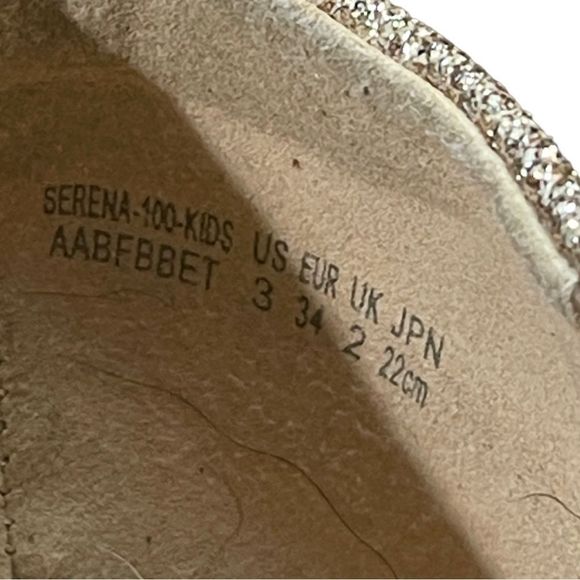 SERENA-100-KIDS US EUR UK JPN
AABFBBET 3 34 2 22cm